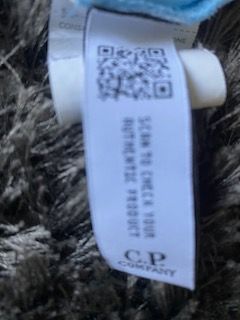 SCAN TO CHECK YOUR
AUTHENTIC PRODUCT
C.P.
COMPANY